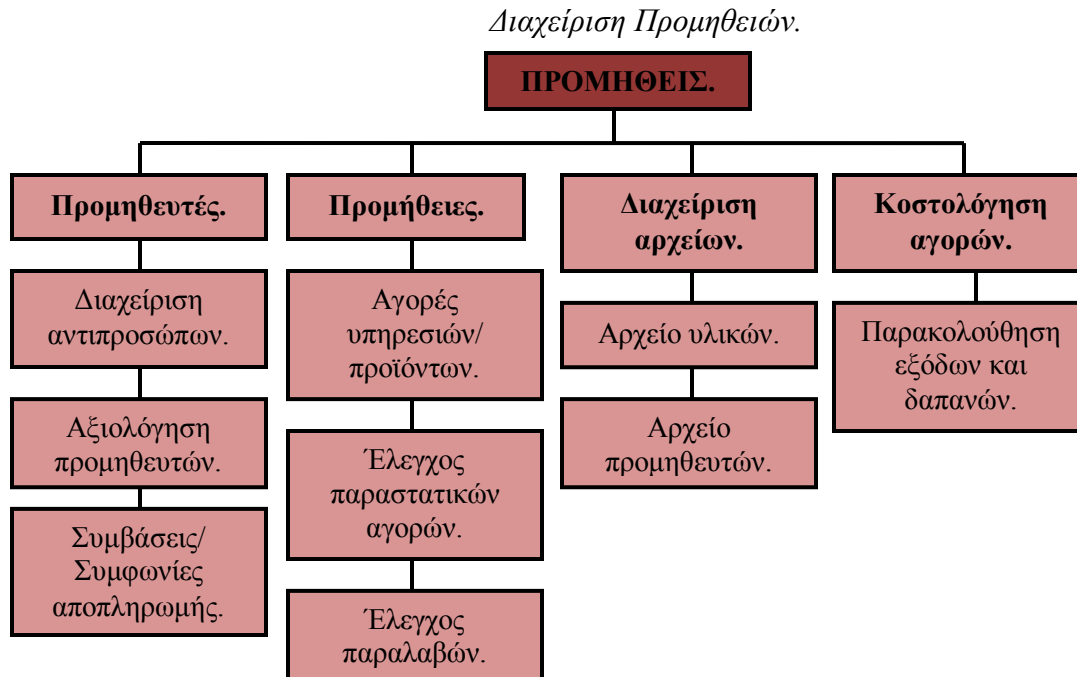 Διαχείριση Προμηθειών.
ΠΡΟΜΗΘΕΙΣ.
Προμηθευτές.
Διαχείριση
αντιπροσώπων.
Αξιολόγηση
προμηθευτών.
Συμβάσεις/
Συμφωνίες
αποπληρωμής.
Προμήθειες.
Αγορές
υπηρεσιών/
προϊόντων.
Έλεγχος
παραστατικών
αγορών.
Έλεγχος
παραλαβών.
Διαχείριση
αρχείων.
Αρχείο υλικών.
Αρχείο
προμηθευτών.
Κοστολόγηση
αγορών.
Παρακολούθηση
εξόδων και
δαπανών.